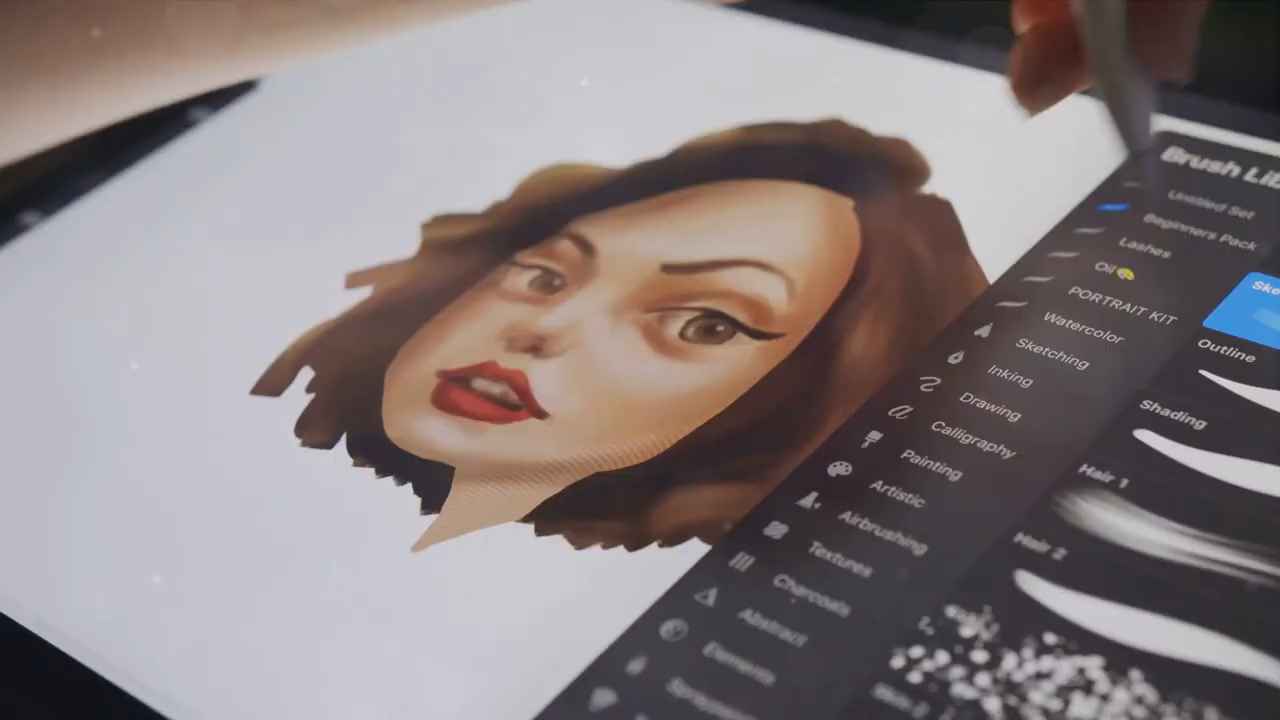 Brush Lib
Untitled Set
Beginners Pack
Lashes
Oil🎨
PORTRAIT KIT
Watercolor
Sketching
Inking
Drawing
Calligraphy
Painting
Artistic
Airbrushing
Textures
Charcoals
Abstract
Elements
Ske
Outline
Shading
Hair 1
Hair 2